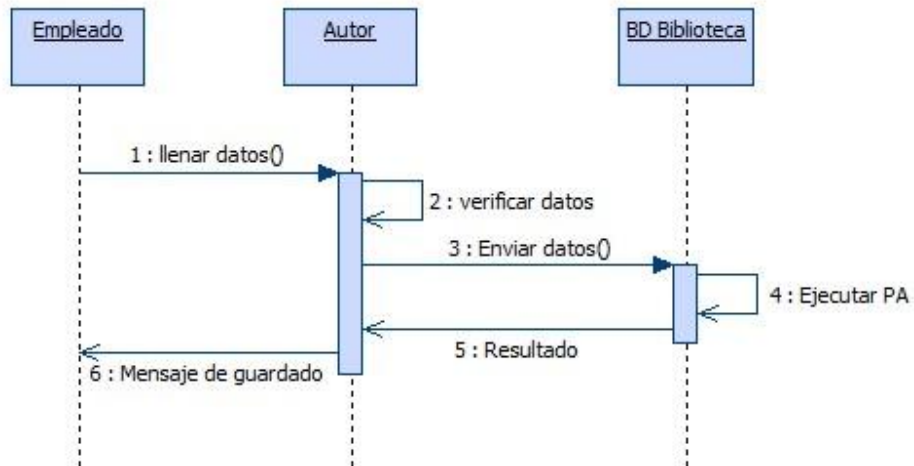 Empleado
Autor
BD Biblioteca
1 : llenar datos()
2 : verificar datos
3 : Enviar datos()
4 : Ejecutar PA
5 : Resultado
6 : Mensaje de guardado